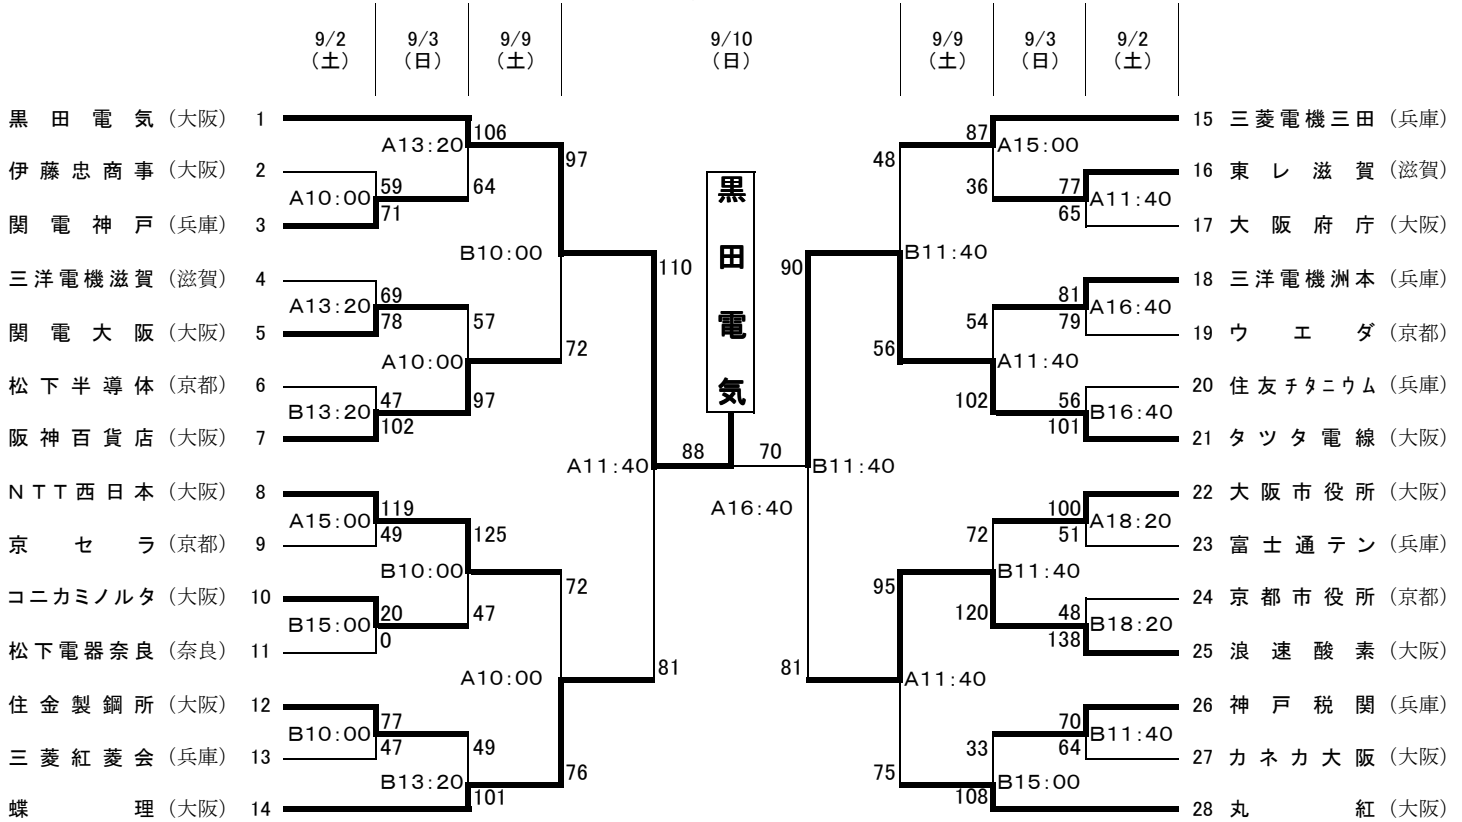 9/2 9/3 9/9 9/10 9/9 9/3 9/2
(土) (日) (土) (日) (土) (日) (土)
黒田電気 (大阪) 1
伊藤忠商事 (大阪) 2
関電神戸 (兵庫) 3
三洋電機滋賀 (滋賀) 4
関電大阪 (大阪) 5
松下半導体 (京都) 6
阪神百貨店 (大阪) 7
NTT西日本 (大阪) 8
京セラ (京都) 9
コニカミノルタ (大阪) 10
松下電器奈良 (奈良) 11
住金製鋼所 (大阪) 12
三菱紅菱会 (兵庫) 13
蝶理 (大阪) 14
A10:00
59
71
A13:20
69
78
B13:20
47
102
A15:00
119
49
B15:00
20
0
B10:00
77
47
A13:20
106
64
A10:00
57
97
B10:00
125
47
B13:20
49
101
B10:00
97
72
A10:00
72
76
A11:40
110
81
黒田電気
88
70
A16:40
90
81
B11:40
48
56
B11:40
95
75
A11:40
87
36
A15:00
54
102
A11:40
72
120
B11:40
33
108
B15:00
77
65
A11:40
81
79
A16:40
56
101
B16:40
100
51
A18:20
48
138
B18:20
70
64
B11:40
15 三菱電機三田 (兵庫)
16 東レ滋賀 (滋賀)
17 大阪府庁 (大阪)
18 三洋電機洲本 (兵庫)
19 ウエダ (京都)
20 住友チタニウム (兵庫)
21 タツタ電線 (大阪)
22 大阪市役所 (大阪)
23 富士通テン (兵庫)
24 京都市役所 (京都)
25 浪速酸素 (大阪)
26 神戸税関 (兵庫)
27 カネカ大阪 (大阪)
28 丸紅 (大阪)